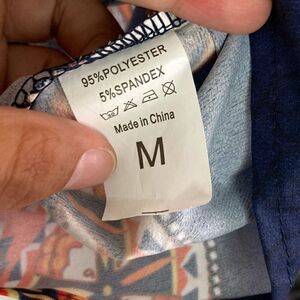 95%POLYESTER
5%SPANDEX
Made in China
M